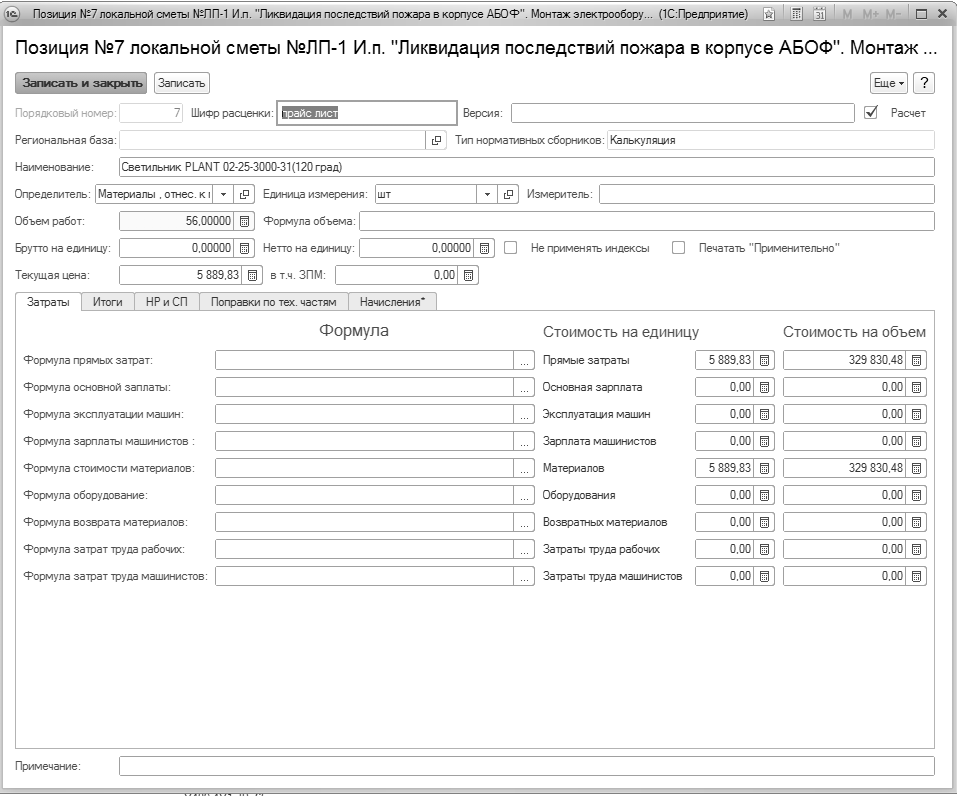 Позиция №7 локальной сметы №ЛП-1 И.п. "Ликвидация последствий пожара в корпусе АБОФ". Монтаж электрообору... (1С:Предприятие) 31 M M+ M-
Позиция №7 локальной сметы №ЛП-1 И.п. "Ликвидация последствий пожара в корпусе АБОФ". Монтаж ...
Записать и закрыть Записать Еще ?
Порядковый номер: 7 Шифр расценки: прайс лист Версия: Расчет
Региональная база: Тип нормативных сборников: Калькуляция
Наименование: Светильник PLANT 02-25-3000-31(120 град)
Определитель: Материалы , отнес. к Единица измерения: шт Измеритель:
Объем работ: 56,00000 Формула объема:
Брутто на единицу: 0,00000 Нетто на единицу: 0,00000 Не применять индексы Печатать "Применительно"
Текущая цена: 5 889,83 в т.ч. ЗПМ: 0,00
Затраты Итоги НР и СП Поправки по тех. частям Начисления*
Формула Стоимость на единицу Стоимость на объем
Формула прямых затрат: ... Прямые затраты 5 889,83 329 830,48
Формула основной заплаты: ... Основная зарплата 0,00 0,00
Формула эксплуатации машин: ... Эксплуатация машин 0,00 0,00
Формула зарплаты машинистов : ... Зарплата машинистов 0,00 0,00
Формула стоимости материалов: ... Материалов 5 889,83 329 830,48
Формула оборудование: ... Оборудования 0,00 0,00
Формула возврата материалов: ... Возвратных материалов 0,00 0,00
Формула затрат труда рабочих: ... Затраты труда рабочих 0,00 0,00
Формула затрат труда машинистов: ... Затраты труда машинистов 0,00 0,00
Примечание: